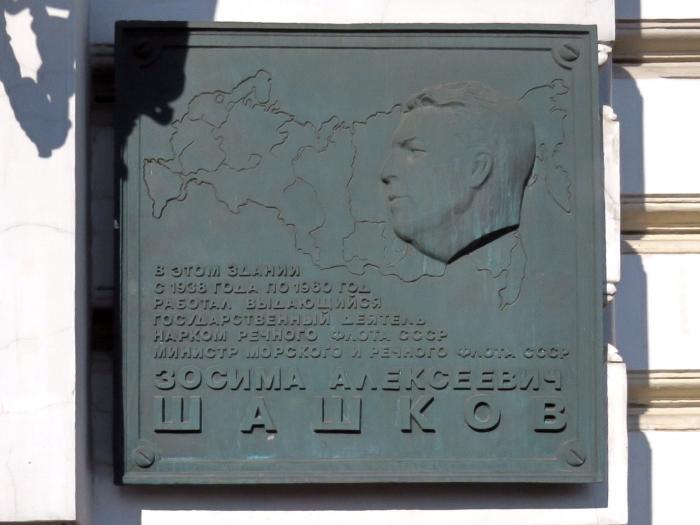 В ЭТОМ ЗДАНИИ
С 1938 ГОДА ПО 1960 ГОД
РАБОТАЛ ВЫДАЮЩИЙСЯ
ГОСУДАРСТВЕННЫЙ ДЕЯТЕЛЬ
НАРКОМ РЕЧНОГО ФЛОТА СССР
МИНИСТР МОРСКОГО И РЕЧНОГО ФЛОТА СССР
ЗОСИМА АЛЕКСЕЕВИЧ
ШАШКОВ